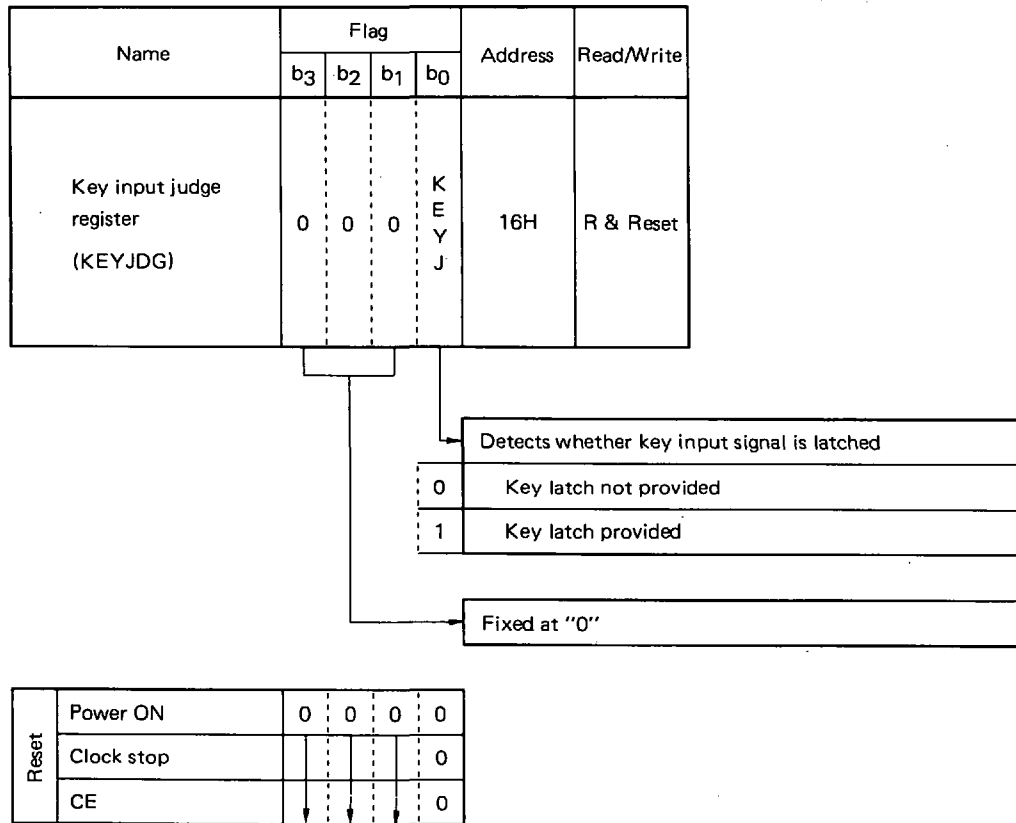 Name Flag Address Read/Write
b3 b2 b1 b0
Key input judge
register
(KEYJDG)
0 0 0 KEYJ 16H R & Reset
Detects whether key input signal is latched
0 Key latch not provided
1 Key latch provided
Fixed at "0"
Reset
Power ON 0 0 0 0
Clock stop 0
CE 0